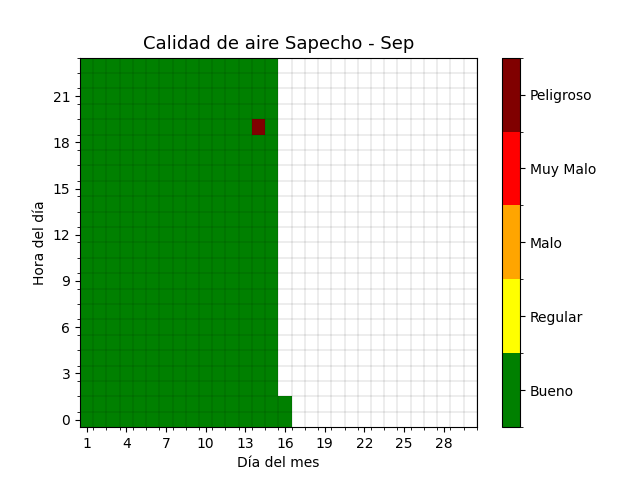 Calidad de aire Sapecho - Sep
Hora del día
21
18
15
12
9
6
3
0
1 4 7 10 13 16 19 22 25 28
Día del mes
Peligroso
Muy Malo
Malo
Regular
Bueno